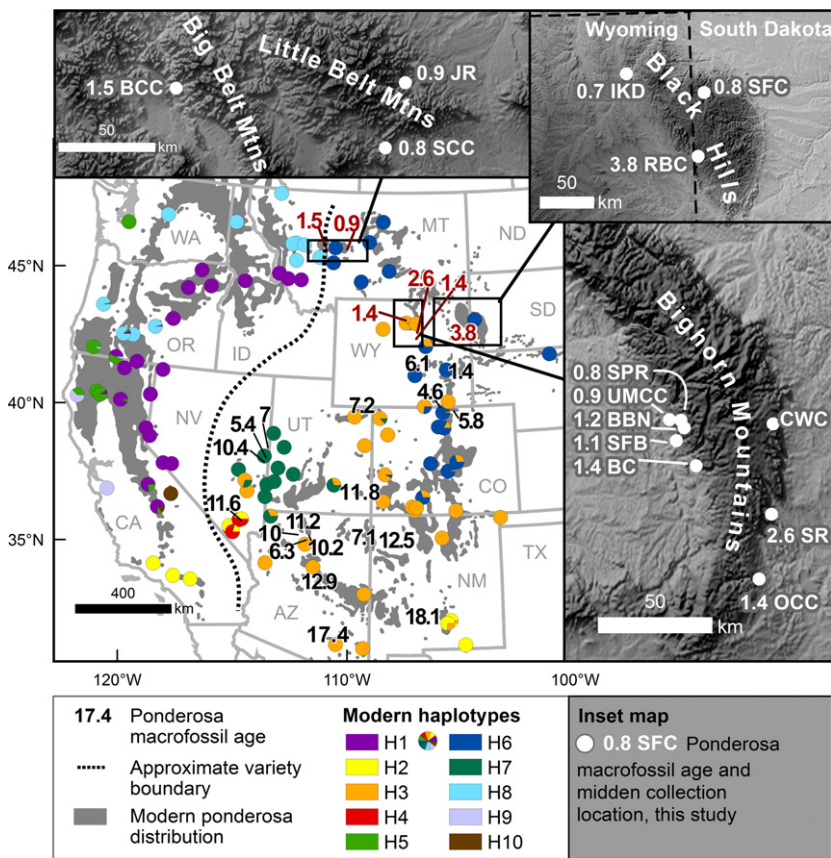 Big Belt Mtns
Little Belt Mtns
1.5 BCC
0.9 JR
0.8 SCC
50
km
Wyoming
South Dakota
Black Hills
0.7 IKD
0.8 SFC
3.8 RBC
50
km
45°N
40°N
35°N
120°W
110°W
100°W
WA
MT
ND
OR
ID
WY
SD
NV
UT
CO
CA
AZ
NM
TX
1.5
0.9
2.6
1.4
1.4
3.8
6.1
1.4
4.6
5.8
7.2
7
5.4
10.4
11.8
11.6
11.2
10
6.3
10.2
7.1
12.5
12.9
18.1
17.4
400
km
Bighorn Mountains
0.8 SPR
0.9 UMCC
1.2 BBN
1.1 SFB
1.4 BC
CWC
2.6 SR
1.4 OCC
50
km
17.4 Ponderosa
macrofossil age
Approximate variety
boundary
Modern ponderosa
distribution
Modern haplotypes
H1
H2
H3
H4
H5
H6
H7
H8
H9
H10
Inset map
0.8 SFC Ponderosa
macrofossil age and
midden collection
location, this study